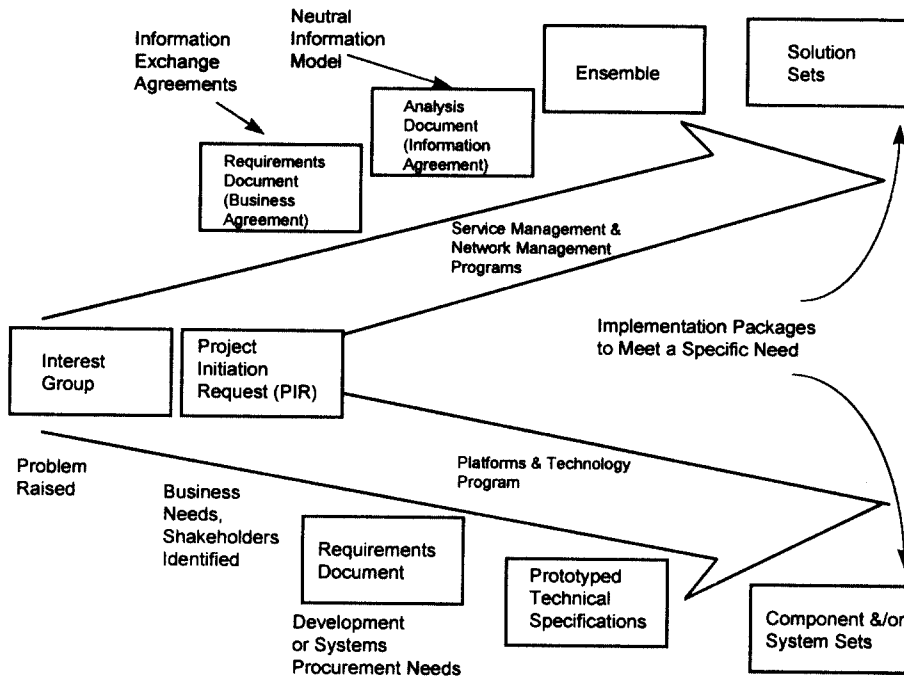 Information
Exchange
Agreements
Neutral
Information
Model
Ensemble
Solution
Sets
Requirements
Document
(Business
Agreement)
Analysis
Document
(Information
Agreement)
Service Management &
Network Management
Programs
Interest
Group
Project
Initiation
Request (PIR)
Implementation Packages
to Meet a Specific Need
Problem
Raised
Business
Needs,
Shakeholders
Identified
Platforms & Technology
Program
Requirements
Document
Development
or Systems
Procurement Needs
Prototyped
Technical
Specifications
Component &/or
System Sets